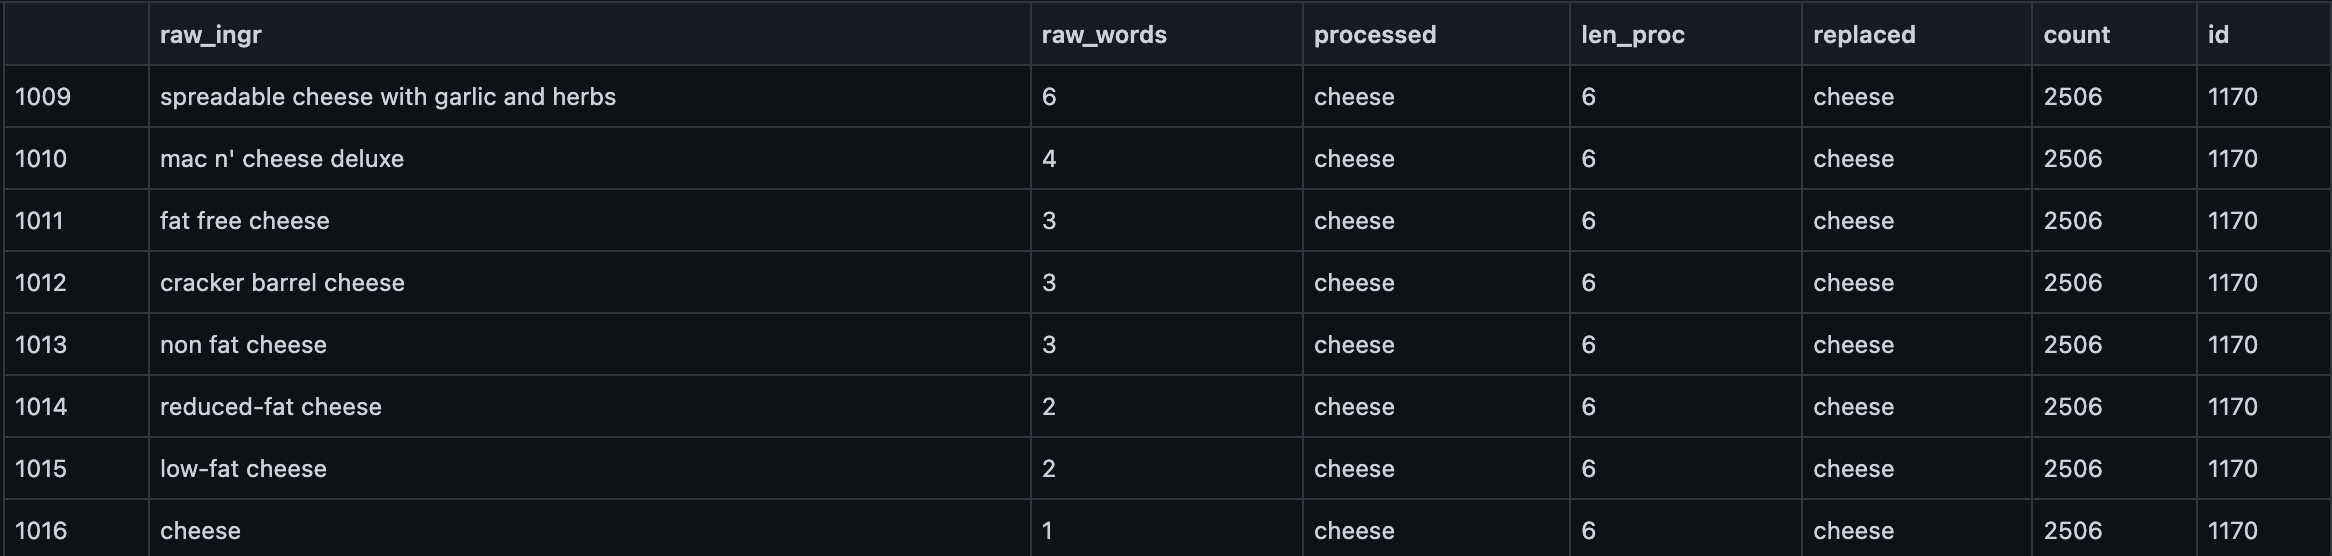 raw_ingr raw_words processed len_proc replaced count id
1009 spreadable cheese with garlic and herbs 6 cheese 6 cheese 2506 1170
1010 mac n' cheese deluxe 4 cheese 6 cheese 2506 1170
1011 fat free cheese 3 cheese 6 cheese 2506 1170
1012 cracker barrel cheese 3 cheese 6 cheese 2506 1170
1013 non fat cheese 3 cheese 6 cheese 2506 1170
1014 reduced-fat cheese 2 cheese 6 cheese 2506 1170
1015 low-fat cheese 2 cheese 6 cheese 2506 1170
1016 cheese 1 cheese 6 cheese 2506 1170